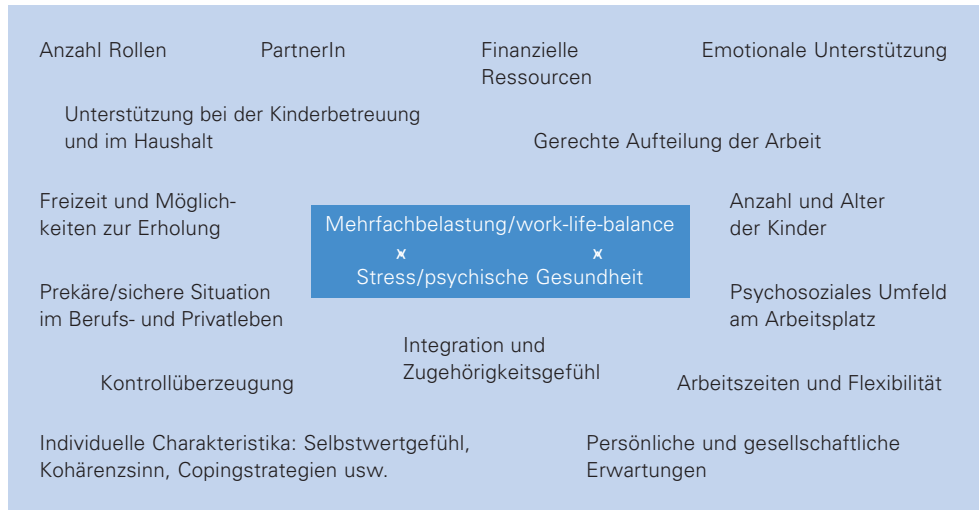 Anzahl Rollen
PartnerIn
Finanzielle
Ressourcen
Emotionale Unterstützung
Unterstützung bei der Kinderbetreuung
und im Haushalt
Gerechte Aufteilung der Arbeit
Freizeit und Möglich-
keiten zur Erholung
Mehrfachbelastung/work-life-balance
Stress/psychische Gesundheit
Anzahl und Alter
der Kinder
Prekäre/sichere Situation
im Berufs- und Privatleben
Psychosoziales Umfeld
am Arbeitsplatz
Integration und
Zugehörigkeitsgefühl
Kontrollüberzeugung
Arbeitszeiten und Flexibilität
Individuelle Charakteristika: Selbstwertgefühl,
Kohärenzsinn, Copingstrategien usw.
Persönliche und gesellschaftliche
Erwartungen